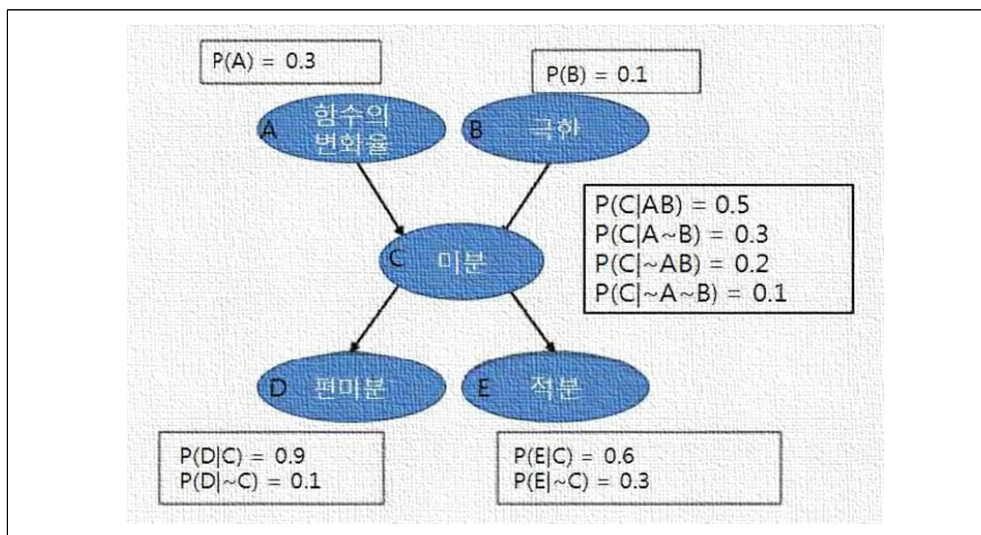 P(A) = 0.3
P(B) = 0.1
A
함수의
변화율
B
극한
P(C|AB) = 0.5
P(C|A~B) = 0.3
P(C|~AB) = 0.2
P(C|~A~B) = 0.1
C
미분
D
편미분
E
적분
P(D|C) = 0.9
P(D|~C) = 0.1
P(E|C) = 0.6
P(E|~C) = 0.3